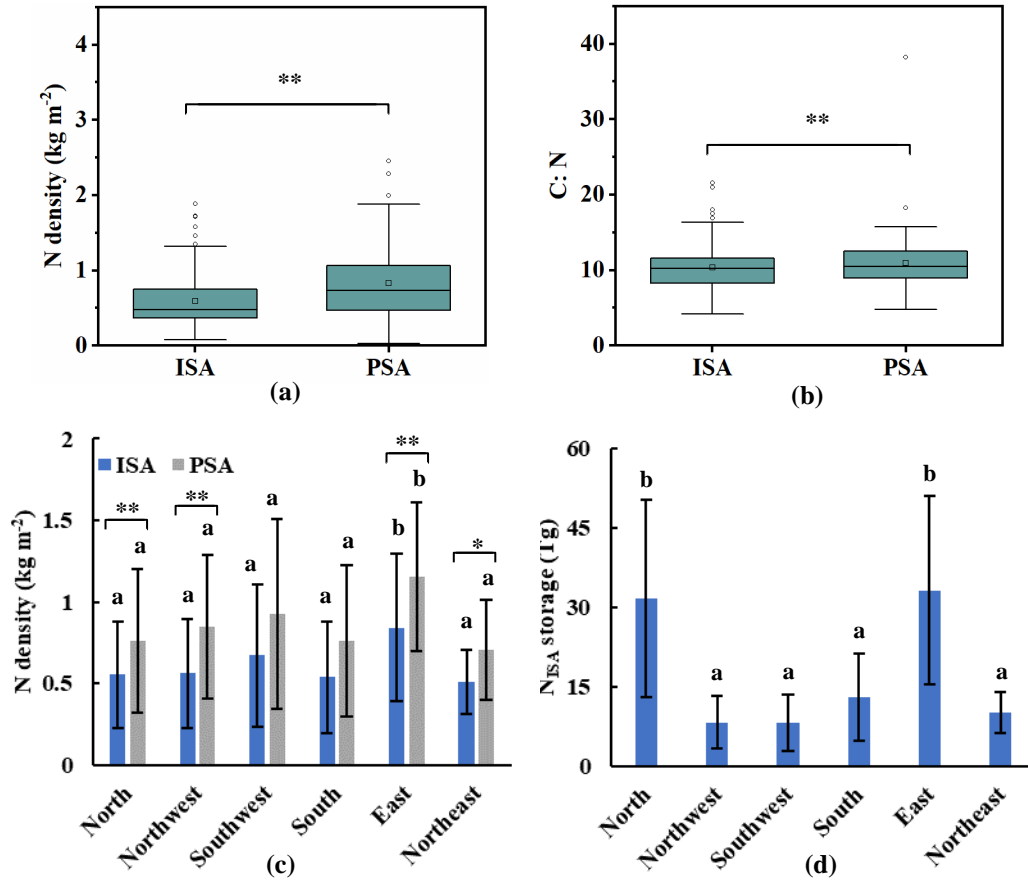 N density (kg m⁻²)
4
3
2
1
0
**
ISA
PSA
(a)
C: N
40
30
20
10
0
**
ISA
PSA
(b)
N density (kg m⁻²)
2
1.5
1
0.5
0
ISA
PSA
**
a
a
**
a
a
a
a
a
a
**
b
b
*
a
a
North
Northwest
Southwest
South
East
Northeast
(c)
N_ISA storage (Tg)
60
45
30
15
0
b
a
a
a
b
a
North
Northwest
Southwest
South
East
Northeast
(d)